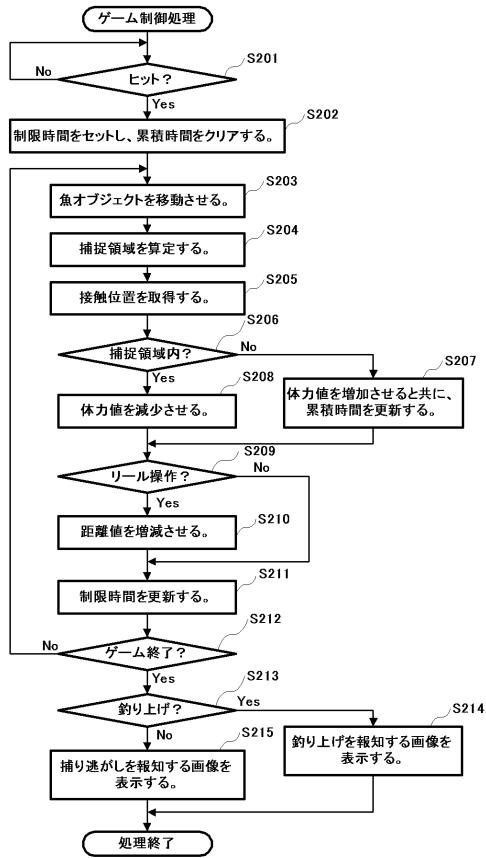 ゲーム制御処理
S201
ヒット？
No
Yes
S202
制限時間をセットし、累積時間をクリアする。
S203
魚オブジェクトを移動させる。
S204
捕捉領域を算定する。
S205
接触位置を取得する。
S206
捕捉領域内？
No
Yes
S207
体力値を増加させると共に、
累積時間を更新する。
S208
体力値を減少させる。
S209
リール操作？
No
Yes
S210
距離値を増減させる。
S211
制限時間を更新する。
S212
ゲーム終了？
No
Yes
S213
釣り上げ？
Yes
No
S214
釣り上げを報知する画像を
表示する。
S215
捕り逃がしを報知する画像を
表示する。
処理終了